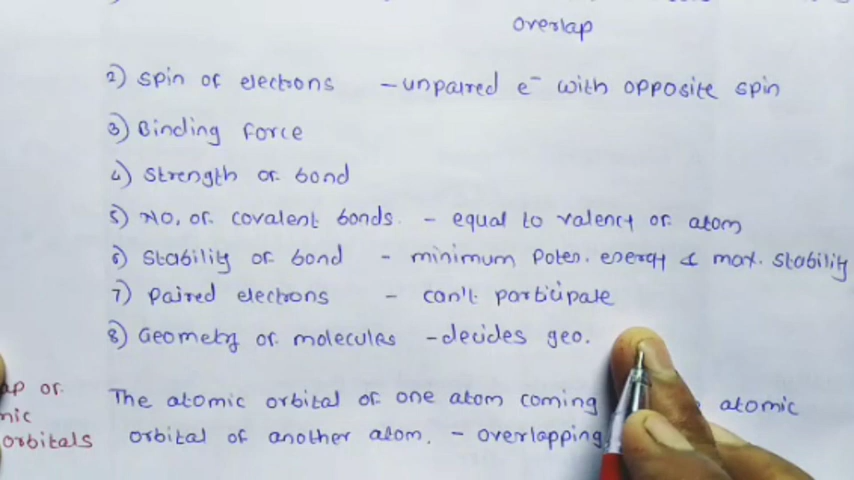 overlap
2) spin of electrons - unpaired e⁻ with opposite spin
3) Binding force
4) Strength of bond
5) No. of covalent bonds. - equal to valency of atom
6) Stability of bond - minimum poten. energy & max. stability
7) Paired electrons - can't participate
8) Geometry of molecules - decides geo.
ap of
The atomic orbital of one atom coming atomic
mic
orbitals orbital of another atom. - overlapping